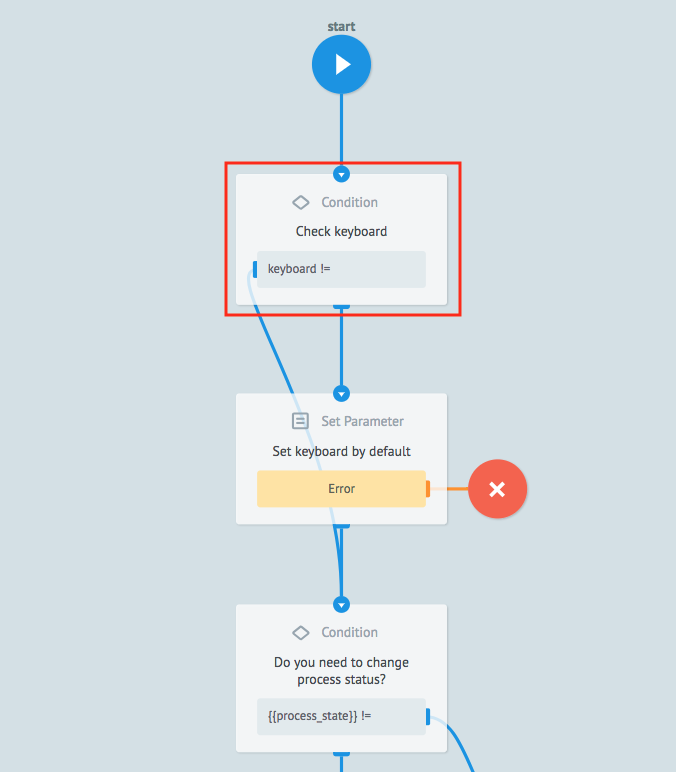 start
Condition
Check keyboard
keyboard !=
Set Parameter
Set keyboard by default
Error
Condition
Do you need to change
process status?
{{process_state}} !=